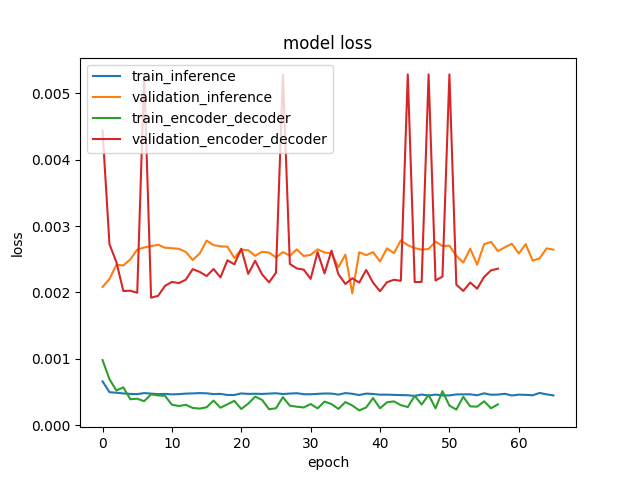 model loss
train_inference
validation_inference
train_encoder_decoder
validation_encoder_decoder
loss
0.005
0.004
0.003
0.002
0.001
0.000
0 10 20 30 40 50 60
epoch